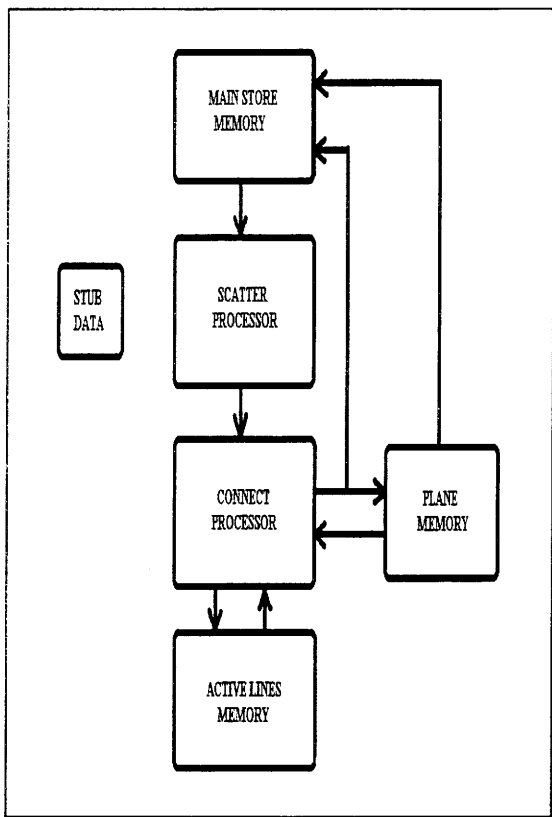 MAIN STORE
MEMORY
STUB
DATA
SCATTER
PROCESSOR
CONNECT
PROCESSOR
PLANE
MEMORY
ACTIVE LINES
MEMORY